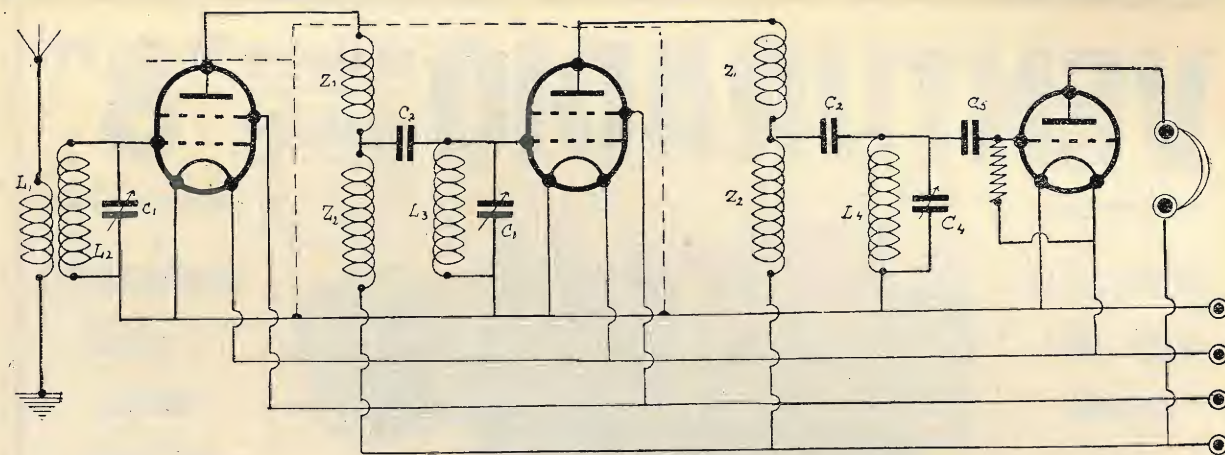 L₁
L₂
C₁
Z₁
Z₂
C₂
L₃
C₁
Z₁
Z₂
C₂
L₄
C₄
C₅